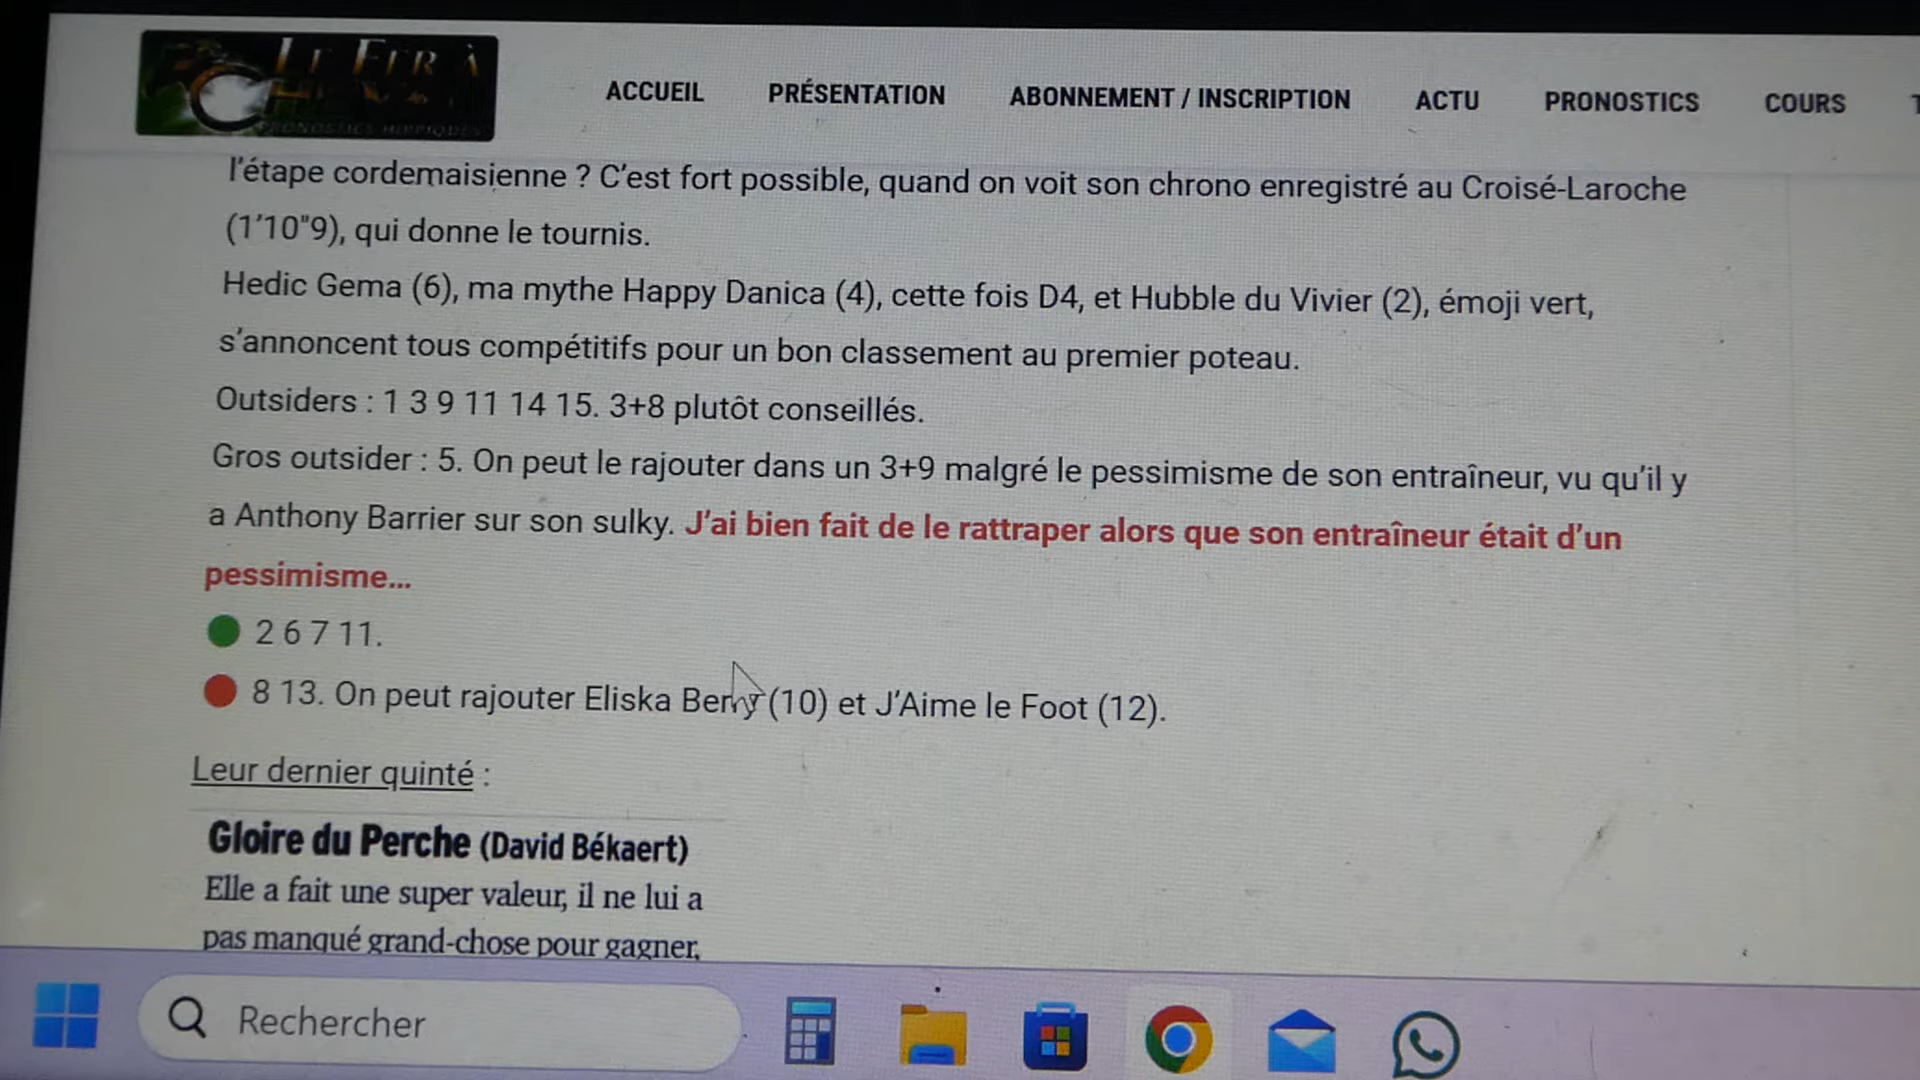 LE FER À
CHEVAL
PRONOSTICS HIPPIQUES
ACCUEIL PRÉSENTATION ABONNEMENT / INSCRIPTION ACTU PRONOSTICS COURS
l'étape cordemaisienne ? C'est fort possible, quand on voit son chrono enregistré au Croisé-Laroche
(1'10"9), qui donne le tournis.
Hedic Gema (6), ma mythe Happy Danica (4), cette fois D4, et Hubble du Vivier (2), émoji vert,
s'annoncent tous compétitifs pour un bon classement au premier poteau.
Outsiders : 1 3 9 11 14 15. 3+8 plutôt conseillés.
Gros outsider : 5. On peut le rajouter dans un 3+9 malgré le pessimisme de son entraîneur, vu qu'il y
a Anthony Barrier sur son sulky. J'ai bien fait de le rattraper alors que son entraîneur était d'un
pessimisme...
2 6 7 11.
8 13. On peut rajouter Eliska Berry (10) et J'Aime le Foot (12).
Leur dernier quinté :
Gloire du Perche (David Békaert)
Elle a fait une super valeur, il ne lui a
pas manqué grand-chose pour gagner,
Rechercher